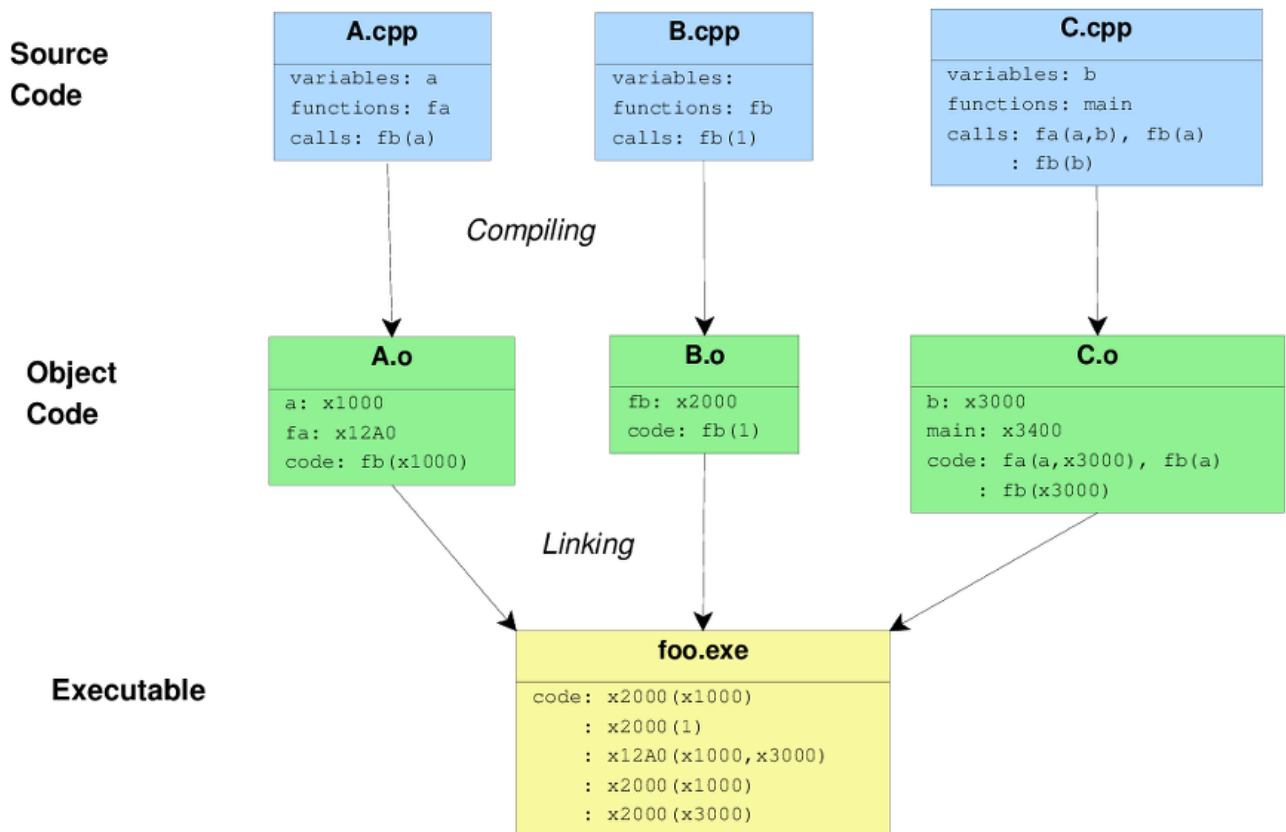 Source
Code
A.cpp
variables: a
functions: fa
calls: fb(a)
B.cpp
variables:
functions: fb
calls: fb(1)
C.cpp
variables: b
functions: main
calls: fa(a,b), fb(a)
: fb(b)
Compiling
Object
Code
A.o
a: x1000
fa: x12A0
code: fb(x1000)
B.o
fb: x2000
code: fb(1)
C.o
b: x3000
main: x3400
code: fa(a,x3000), fb(a)
: fb(x3000)
Linking
Executable
foo.exe
code: x2000(x1000)
: x2000(1)
: x12A0(x1000,x3000)
: x2000(x1000)
: x2000(x3000)